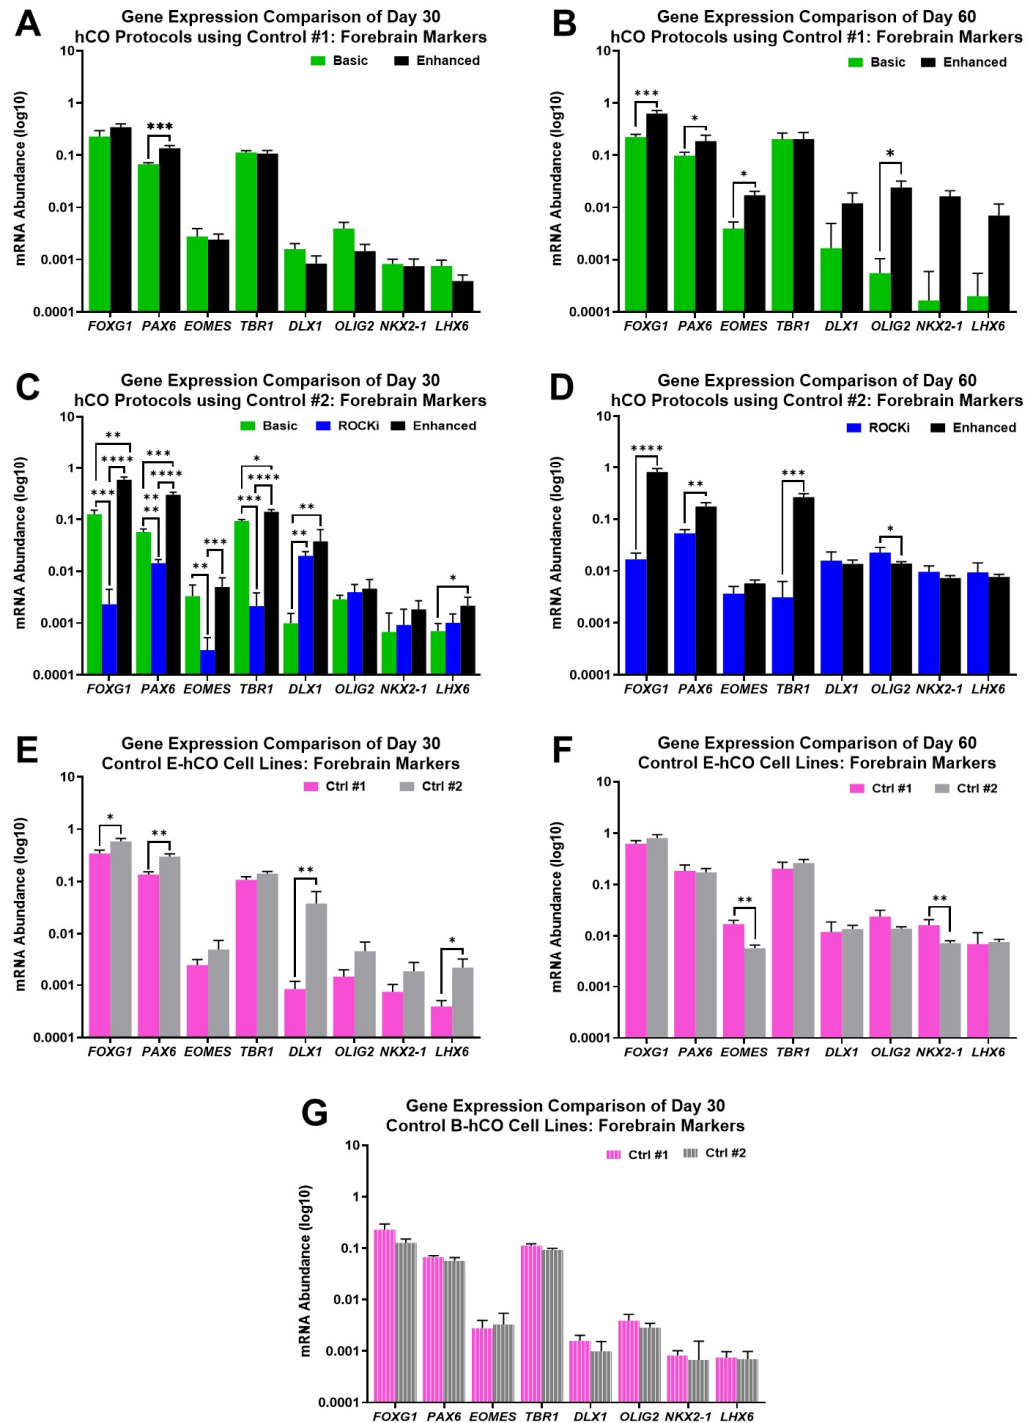 A
Gene Expression Comparison of Day 30
hCO Protocols using Control #1: Forebrain Markers
Basic Enhanced
mRNA Abundance (log10)
10
1
0.1
0.01
0.001
0.0001
***
FOXG1 PAX6 EOMES TBR1 DLX1 OLIG2 NKX2-1 LHX6
B
Gene Expression Comparison of Day 60
hCO Protocols using Control #1: Forebrain Markers
Basic Enhanced
mRNA Abundance (log10)
10
1
0.1
0.01
0.001
0.0001
*** * * *
FOXG1 PAX6 EOMES TBR1 DLX1 OLIG2 NKX2-1 LHX6
C
Gene Expression Comparison of Day 30
hCO Protocols using Control #2: Forebrain Markers
Basic ROCKi Enhanced
mRNA Abundance (log10)
10
1
0.1
0.01
0.001
0.0001
** *** *
**** **** ****
*** ** *** ** **
** *** ** *
FOXG1 PAX6 EOMES TBR1 DLX1 OLIG2 NKX2-1 LHX6
D
Gene Expression Comparison of Day 60
hCO Protocols using Control #2: Forebrain Markers
ROCKi Enhanced
mRNA Abundance (log10)
10
1
0.1
0.01
0.001
0.0001
**** ** *** *
FOXG1 PAX6 EOMES TBR1 DLX1 OLIG2 NKX2-1 LHX6
E
Gene Expression Comparison of Day 30
Control E-hCO Cell Lines: Forebrain Markers
Ctrl #1 Ctrl #2
mRNA Abundance (log10)
10
1
0.1
0.01
0.001
0.0001
* ** ** *
FOXG1 PAX6 EOMES TBR1 DLX1 OLIG2 NKX2-1 LHX6
F
Gene Expression Comparison of Day 60
Control E-hCO Cell Lines: Forebrain Markers
Ctrl #1 Ctrl #2
mRNA Abundance (log10)
10
1
0.1
0.01
0.001
0.0001
** **
FOXG1 PAX6 EOMES TBR1 DLX1 OLIG2 NKX2-1 LHX6
G
Gene Expression Comparison of Day 30
Control B-hCO Cell Lines: Forebrain Markers
Ctrl #1 Ctrl #2
mRNA Abundance (log10)
10
1
0.1
0.01
0.001
0.0001
FOXG1 PAX6 EOMES TBR1 DLX1 OLIG2 NKX2-1 LHX6